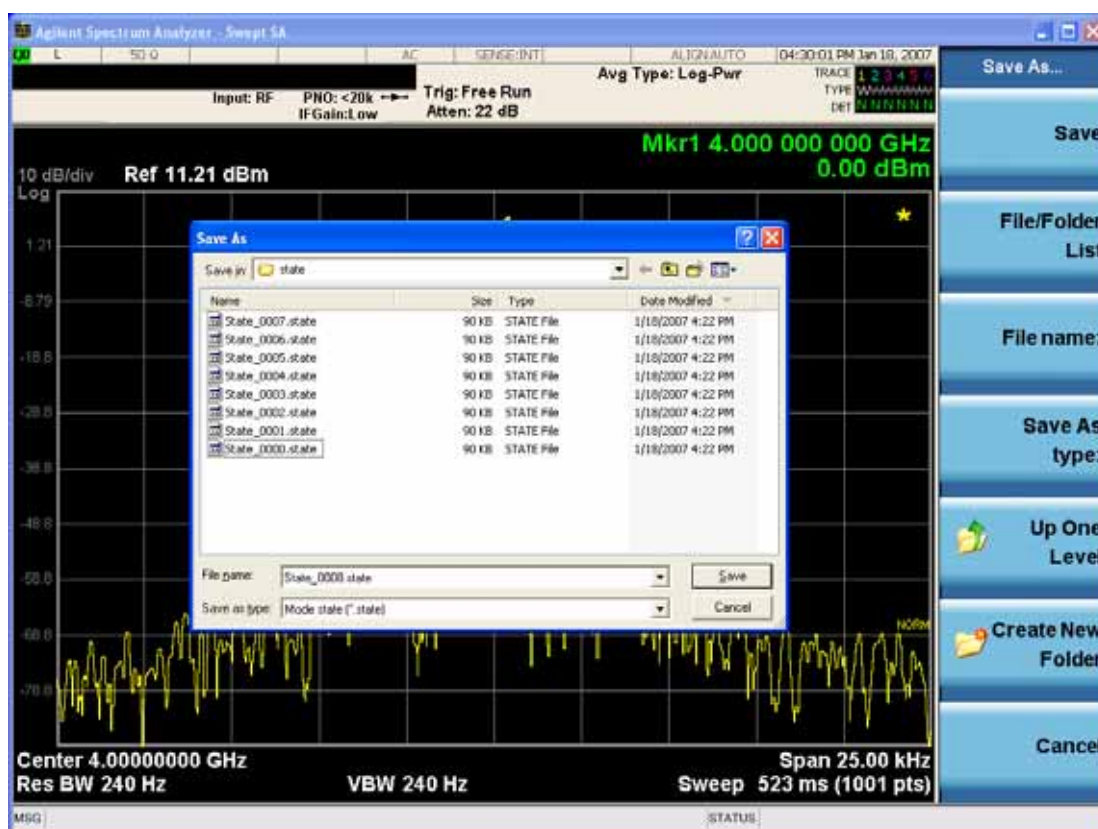 Agilent Spectrum Analyzer - Swept SA
L 50 Ω AC SENSE:INT ALIGNAUTO 04:30:01 PM Jan 18, 2007
Input: RF PNO: <20k IFGain:Low
Trig: Free Run
Atten: 22 dB
Avg Type: Log-Pwr
TRACE 1 2 3 4 5 6
TYPE WWWWWW
DET N N N N N N
Mkr1 4.000 000 000 GHz
0.00 dBm
10 dB/div Ref 11.21 dBm
Log
1.21
-8.79
-18.8
-28.8
-38.8
-48.8
-58.8
-68.8
-78.8
NORM
Save As
Save in: state
Name Size Type Date Modified
State_0007.state 90 KB STATE File 1/18/2007 4:22 PM
State_0006.state 90 KB STATE File 1/18/2007 4:22 PM
State_0005.state 90 KB STATE File 1/18/2007 4:22 PM
State_0004.state 90 KB STATE File 1/18/2007 4:22 PM
State_0003.state 90 KB STATE File 1/18/2007 4:22 PM
State_0002.state 90 KB STATE File 1/18/2007 4:22 PM
State_0001.state 90 KB STATE File 1/18/2007 4:22 PM
State_0000.state 90 KB STATE File 1/18/2007 4:22 PM
File name: State_0008.state Save
Save as type: Mode state (*.state) Cancel
Center 4.00000000 GHz Span 25.00 kHz
Res BW 240 Hz VBW 240 Hz Sweep 523 ms (1001 pts)
MSG STATUS
Save As...
Save
File/Folder
List
File name:
Save As
type:
Up One
Level
Create New
Folder
Cancel